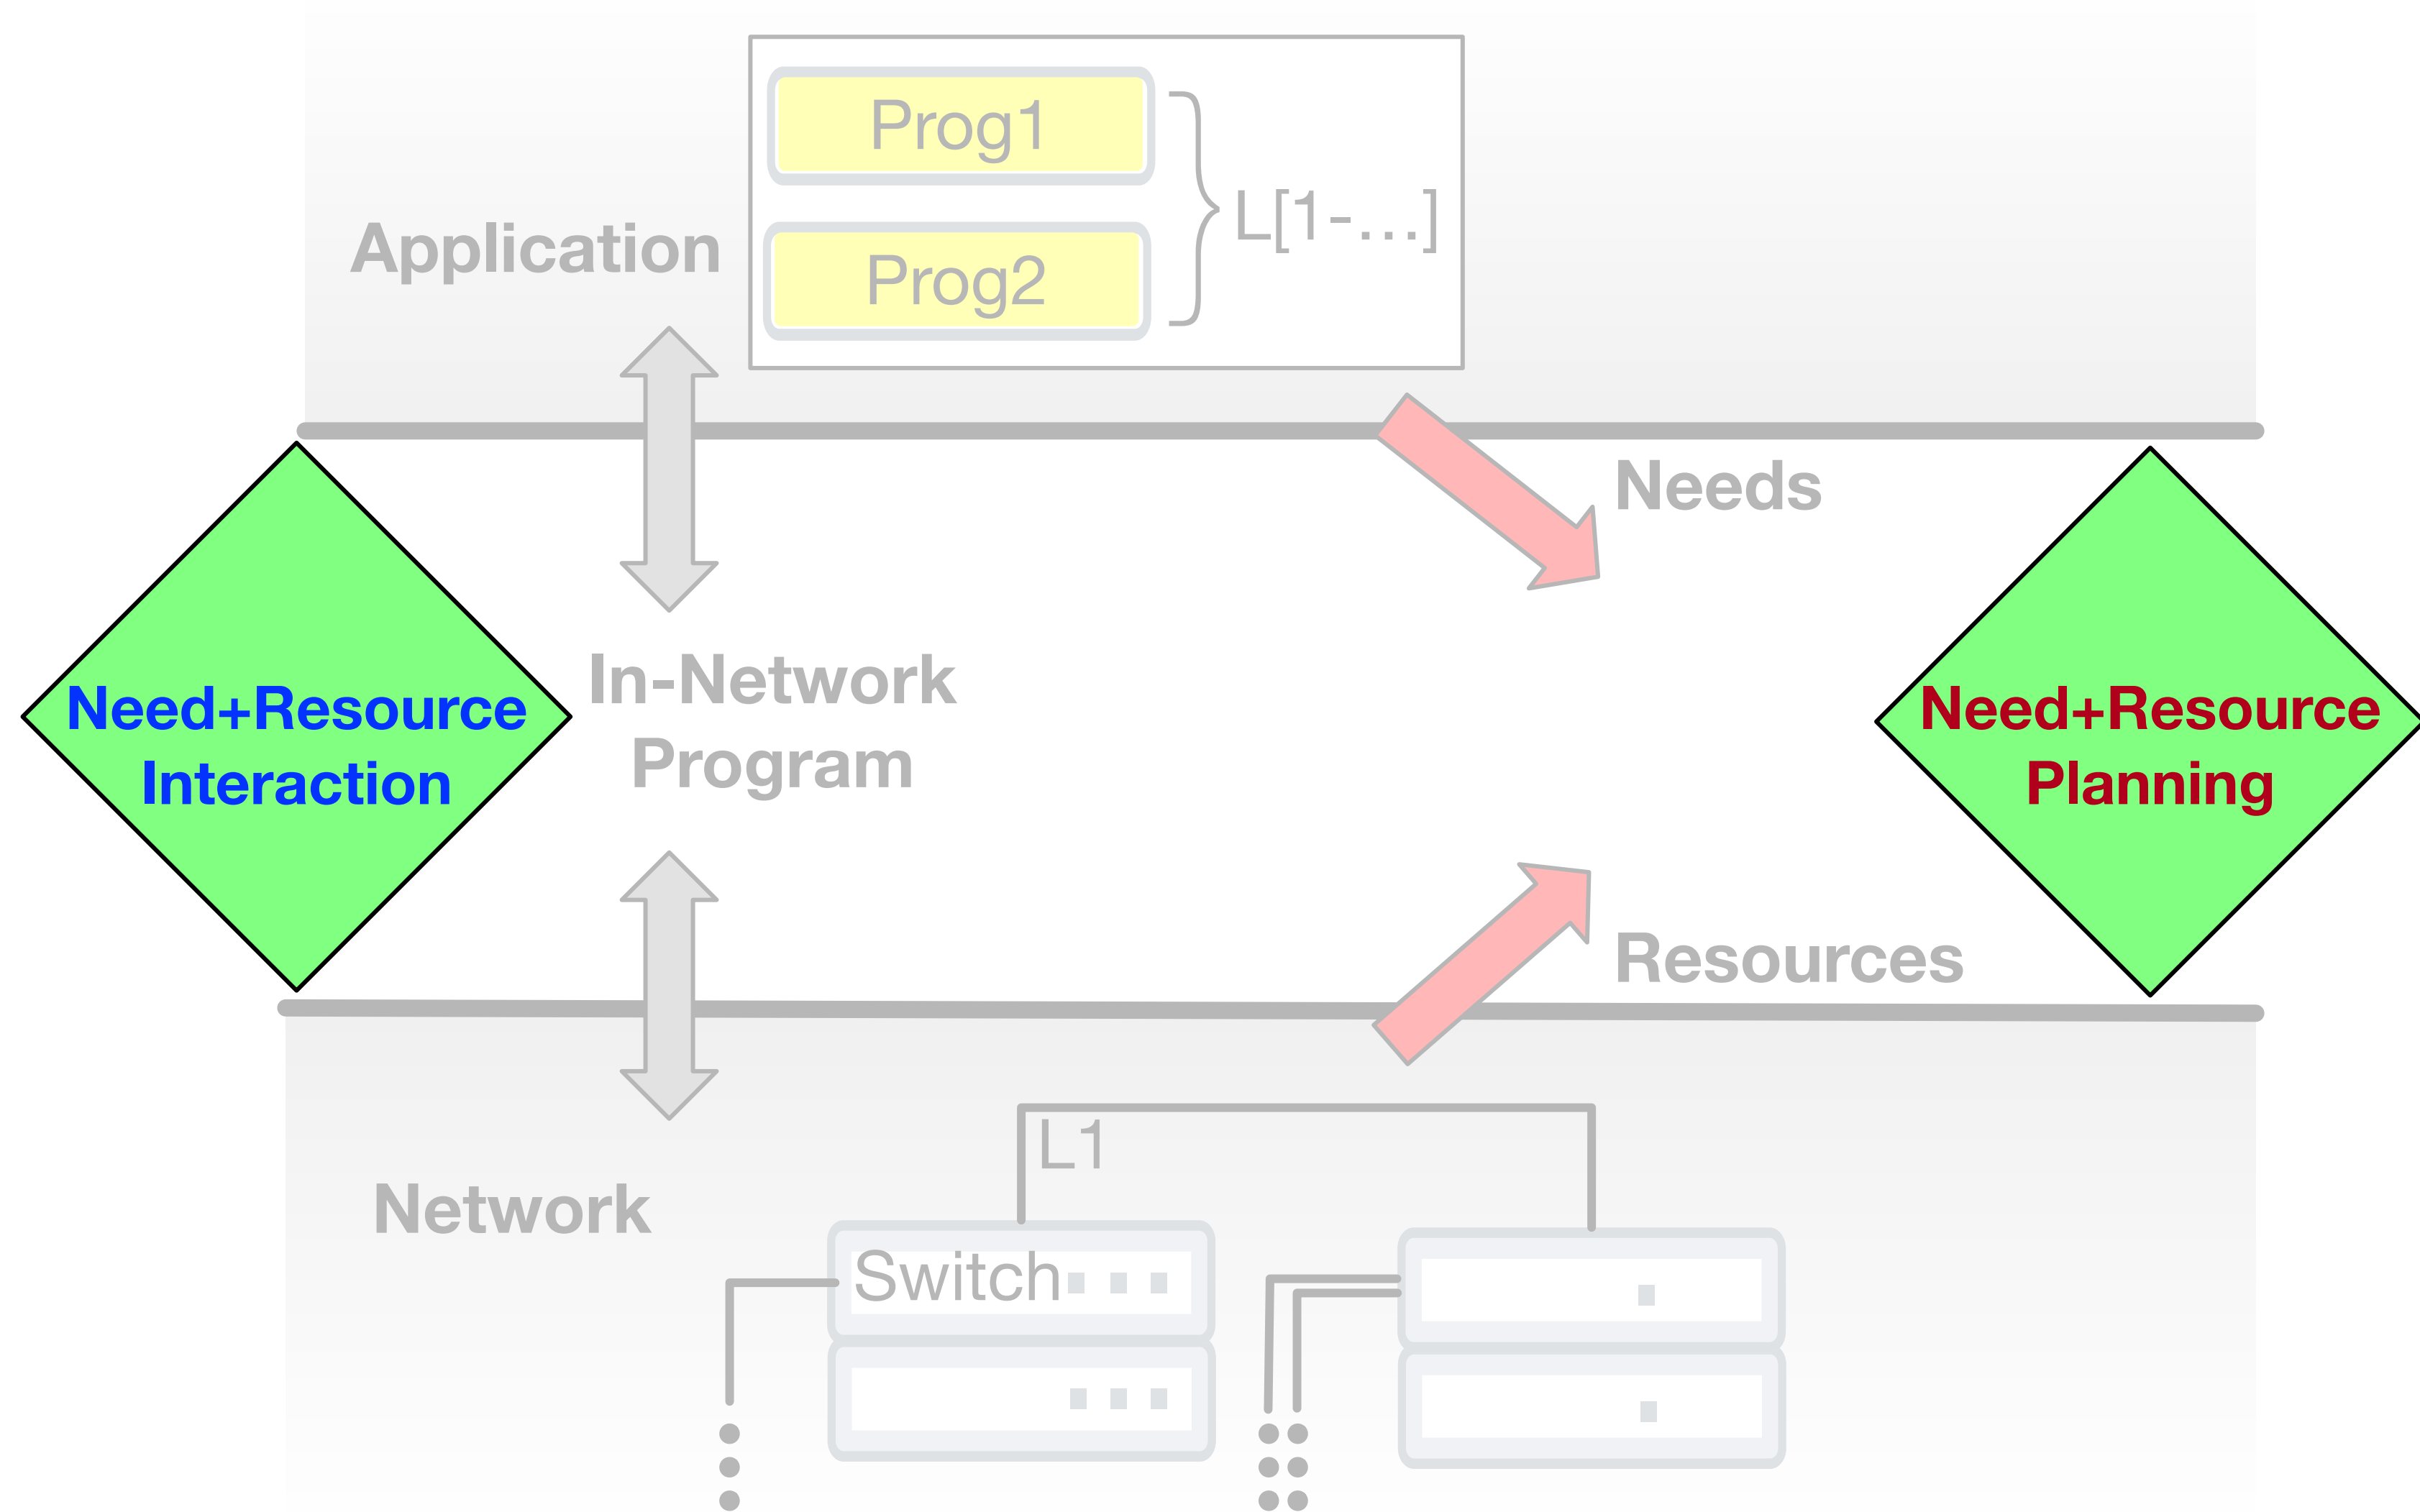 Prog1
L[1-...]
Application
Prog2
Needs
In-Network
Program
Need+Resource
Interaction
Need+Resource
Planning
Resources
L1
Network
Switch